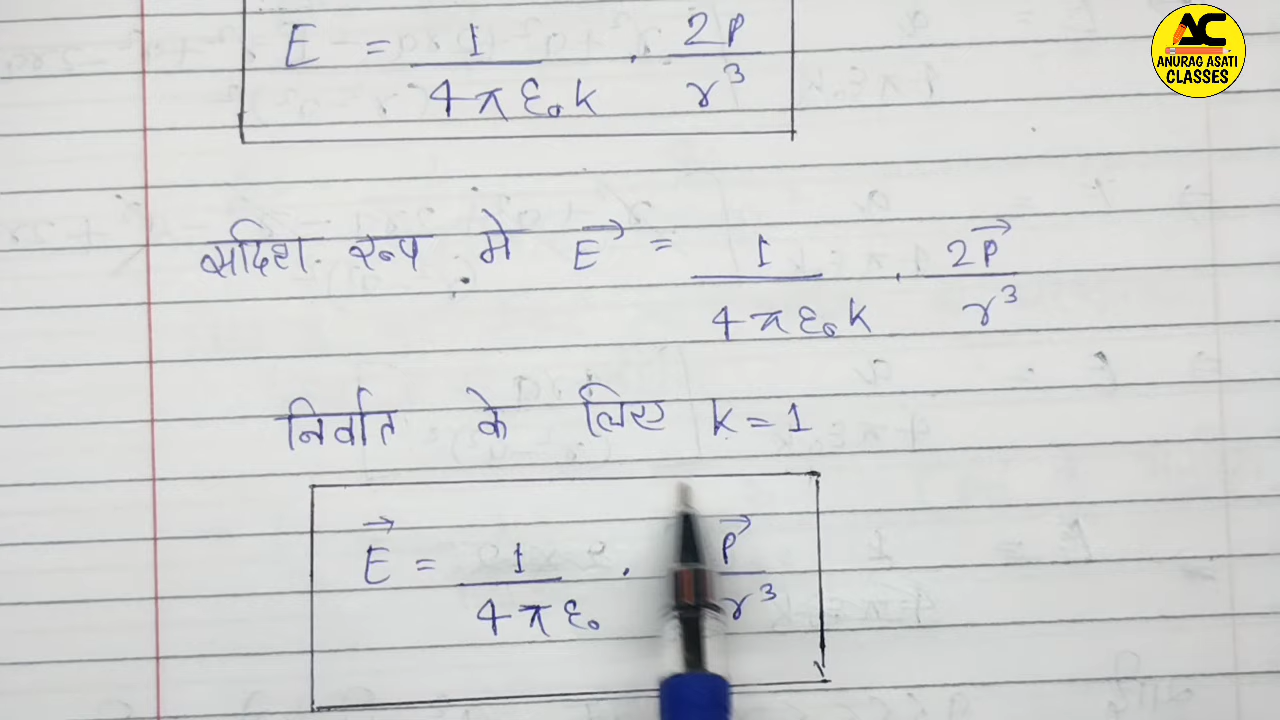 E = 1/4πε₀k . 2P/r³
AC
ANURAG ASATI
CLASSES
सदिश रूप मे E⃗ = 1/4πε₀k . 2P⃗/r³
निर्वात के लिए k = 1
E⃗ = 1/4πε₀ . P⃗/r³